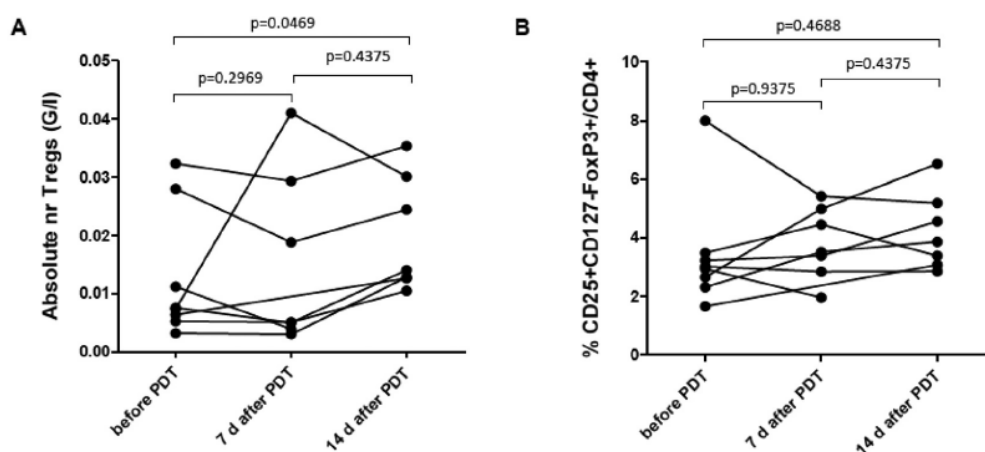 A
p=0.0469
p=0.4375
p=0.2969
Absolute nr Tregs (G/l)
0.05
0.04
0.03
0.02
0.01
0.00
before PDT
7 d after PDT
14 d after PDT
B
p=0.4688
p=0.4375
p=0.9375
% CD25+CD127-FoxP3+/CD4+
10
8
6
4
2
0
before PDT
7 d after PDT
14 d after PDT